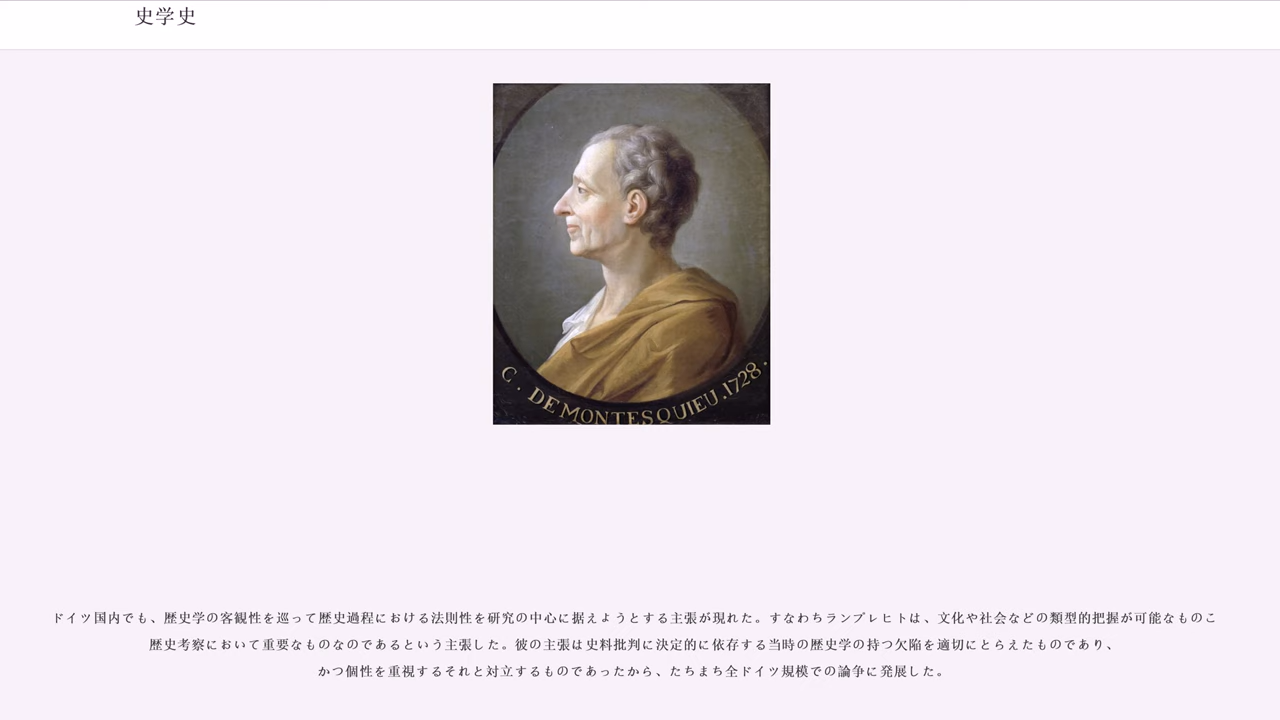 史学史
C. DE MONTESQUIEU.1728.
ドイツ国内でも、歴史学の客観性を巡って歴史過程における法則性を研究の中心に据えようとする主張が現れた。すなわちランプレヒトは、文化や社会などの類型的把握が可能なものこ
歴史考察において重要なものなのであるという主張した。彼の主張は史料批判に決定的に依存する当時の歴史学の持つ欠陥を適切にとらえたものであり、
かつ個性を重視するそれと対立するものであったから、たちまち全ドイツ規模での論争に発展した。